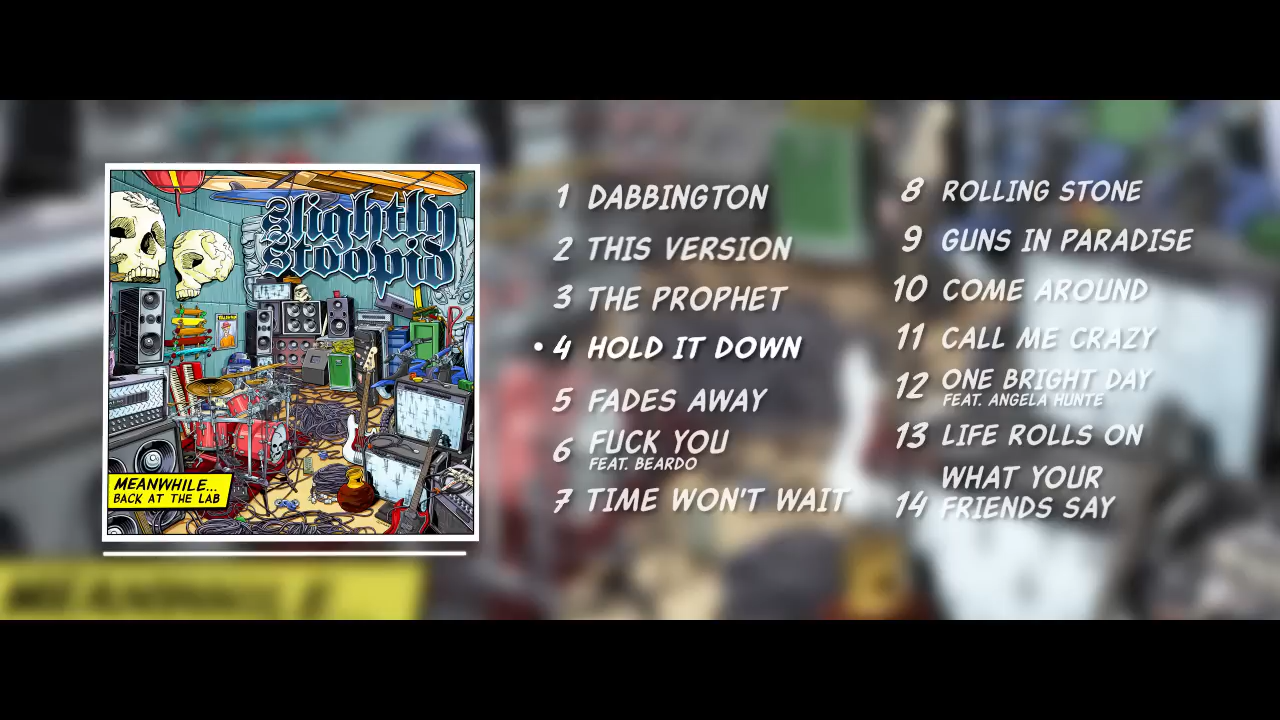 slightly
stoopid
MEANWHILE...
BACK AT THE LAB
1 DABBINGTON
2 THIS VERSION
3 THE PROPHET
• 4 HOLD IT DOWN
5 FADES AWAY
6 FUCK YOU
FEAT. BEARDO
7 TIME WON'T WAIT
8 ROLLING STONE
9 GUNS IN PARADISE
10 COME AROUND
11 CALL ME CRAZY
12 ONE BRIGHT DAY
FEAT. ANGELA HUNTE
13 LIFE ROLLS ON
WHAT YOUR
14 FRIENDS SAY